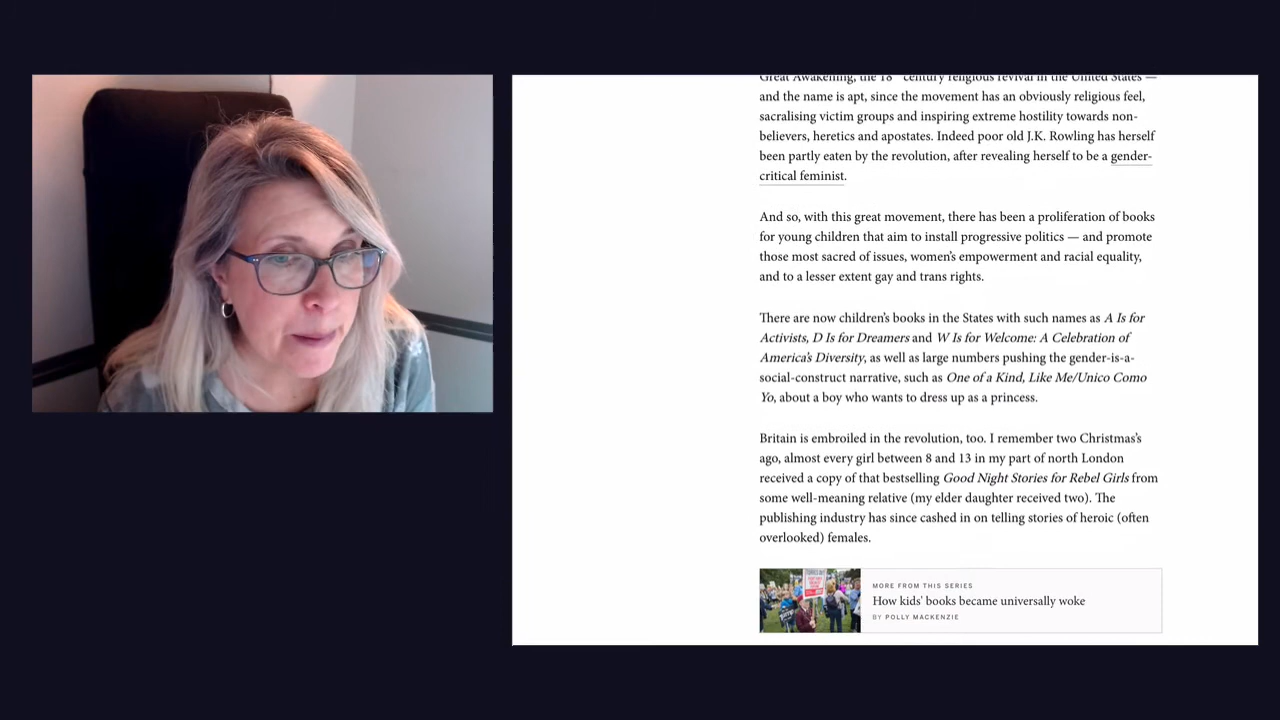 Great Awakening, the 18th century religious revival in the United States —
and the name is apt, since the movement has an obviously religious feel,
sacralising victim groups and inspiring extreme hostility towards non-
believers, heretics and apostates. Indeed poor old J.K. Rowling has herself
been partly eaten by the revolution, after revealing herself to be a gender-
critical feminist.
And so, with this great movement, there has been a proliferation of books
for young children that aim to install progressive politics — and promote
those most sacred of issues, women’s empowerment and racial equality,
and to a lesser extent gay and trans rights.
There are now children’s books in the States with such names as A Is for
Activists, D Is for Dreamers and W Is for Welcome: A Celebration of
America’s Diversity, as well as large numbers pushing the gender-is-a-
social-construct narrative, such as One of a Kind, Like Me/Unico Como
Yo, about a boy who wants to dress up as a princess.
Britain is embroiled in the revolution, too. I remember two Christmas’s
ago, almost every girl between 8 and 13 in my part of north London
received a copy of that bestselling Good Night Stories for Rebel Girls from
some well-meaning relative (my elder daughter received two). The
publishing industry has since cashed in on telling stories of heroic (often
overlooked) females.
MORE FROM THIS SERIES
How kids' books became universally woke
BY POLLY MACKENZIE